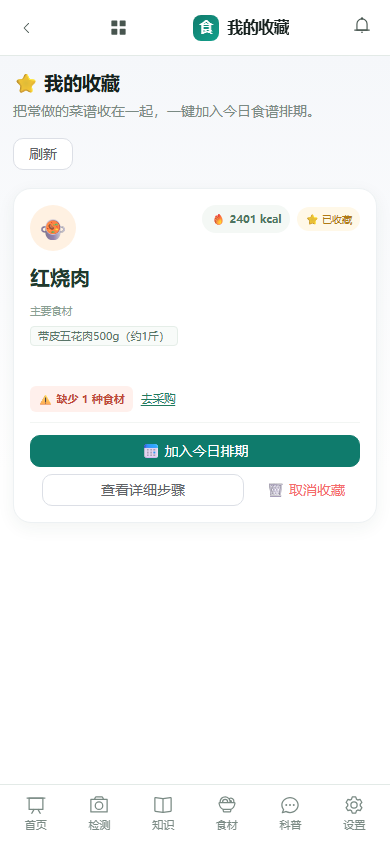 食 我的收藏
我的收藏
把常做的菜谱收在一起，一键加入今日食谱排期。
刷新
2401 kcal
已收藏
红烧肉
主要食材
带皮五花肉500g（约1斤）
缺少 1 种食材 去采购
加入今日排期
查看详细步骤 取消收藏
首页 检测 知识 食材 科普 设置